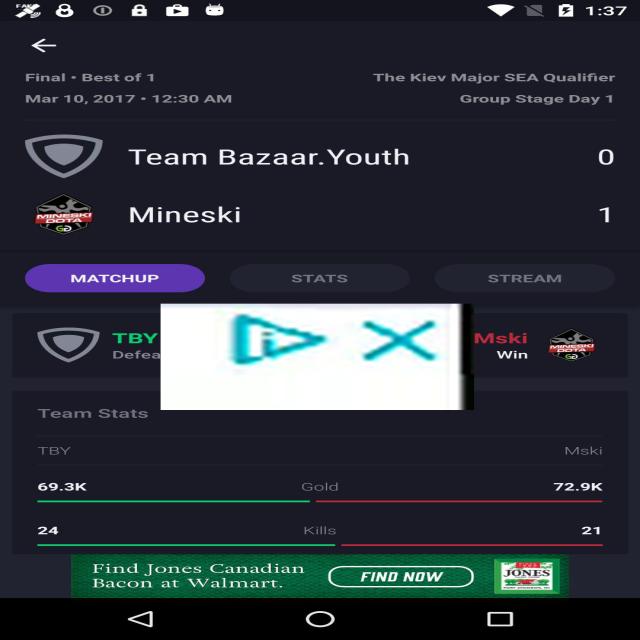 1:37
Final • Best of 1
The Kiev Major SEA Qualifier
Mar 10, 2017 • 12:30 AM
Group Stage Day 1
Team Bazaar.Youth 0
MINESKI
DOTA
Mineski 1
MATCHUP STATS STREAM
TBY
Defea
Mski
Win
MINESKI
DOTA
Team Stats
TBY Mski
69.3K Gold 72.9K
24 Kills 21
Find Jones Canadian
Bacon at Walmart.
FIND NOW
JONES